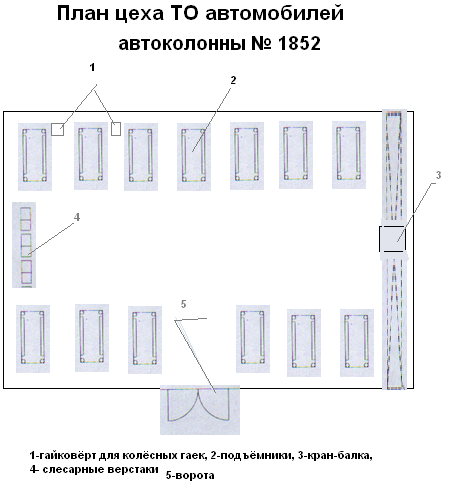 План цеха ТО автомобилей
автоколонны № 1852
1
2
3
4
5
1-гайковёрт для колёсных гаек, 2-подъёмники, 3-кран-балка,
4- слесарные верстаки 5-ворота